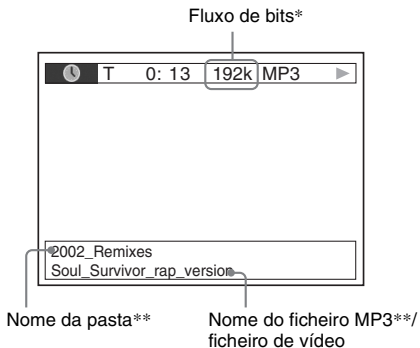 Fluxo de bits*
T 0: 13 192k MP3
2002_Remixes
Soul_Survivor_rap_version
Nome da pasta**
Nome do ficheiro MP3**/
ficheiro de vídeo